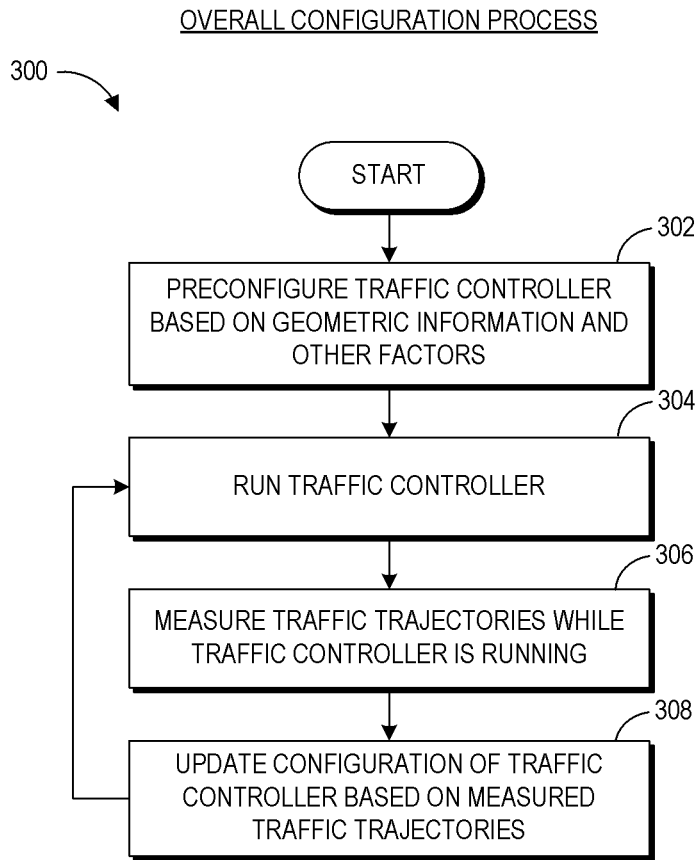 OVERALL CONFIGURATION PROCESS
300
START
302
PRECONFIGURE TRAFFIC CONTROLLER
BASED ON GEOMETRIC INFORMATION AND
OTHER FACTORS
304
RUN TRAFFIC CONTROLLER
306
MEASURE TRAFFIC TRAJECTORIES WHILE
TRAFFIC CONTROLLER IS RUNNING
308
UPDATE CONFIGURATION OF TRAFFIC
CONTROLLER BASED ON MEASURED
TRAFFIC TRAJECTORIES